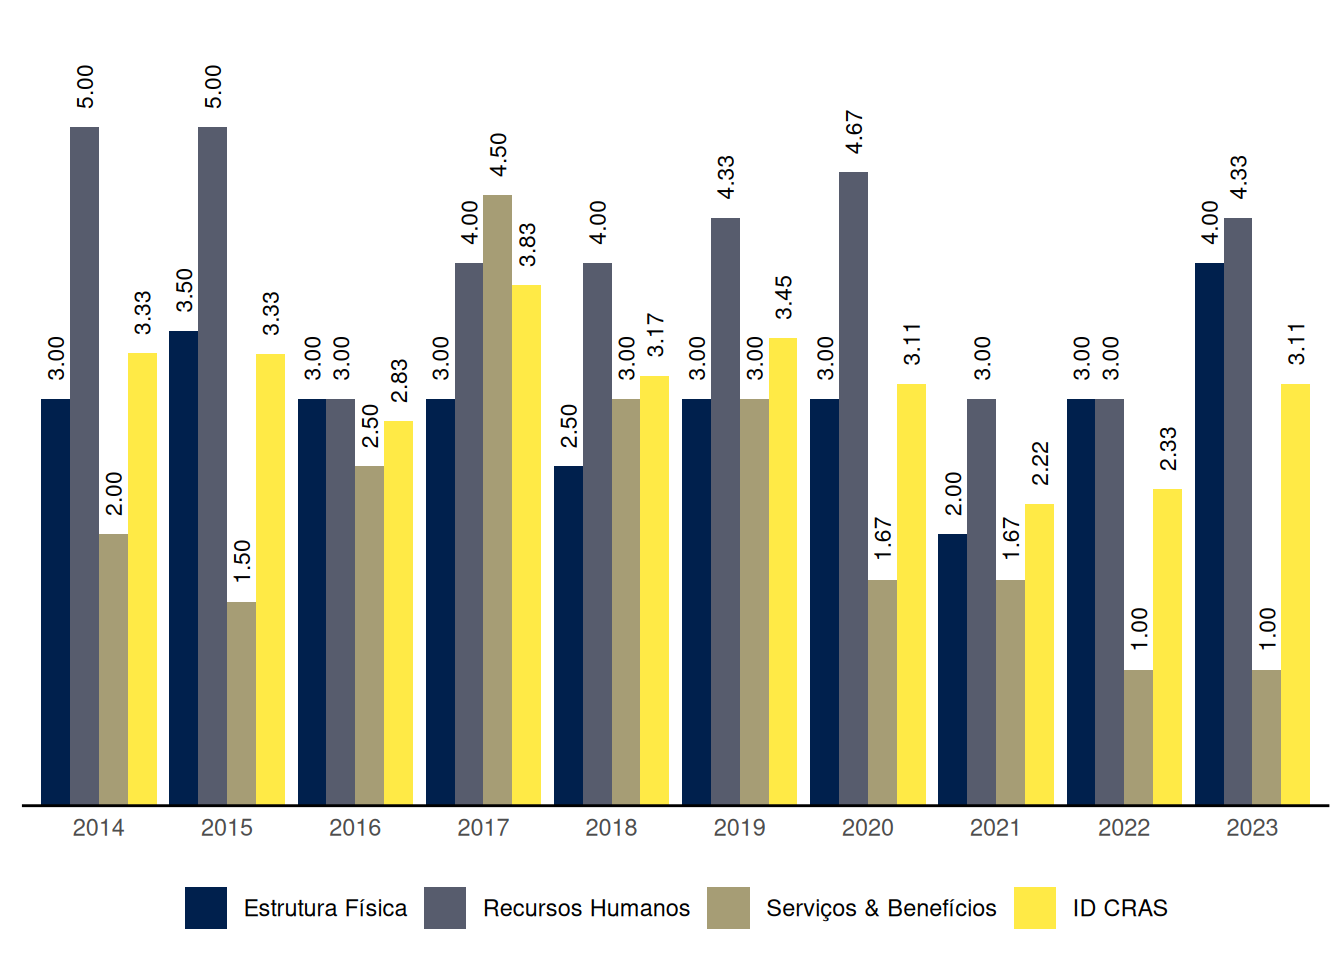 3.00 5.00 2.00 3.33
3.50 5.00 1.50 3.33
3.00 3.00 2.50 2.83
3.00 4.00 4.50 3.83
2.50 4.00 3.00 3.17
3.00 4.33 3.00 3.45
3.00 4.67 1.67 3.11
2.00 3.00 1.67 2.22
3.00 3.00 1.00 2.33
4.00 4.33 1.00 3.11
2014 2015 2016 2017 2018 2019 2020 2021 2022 2023
Estrutura Física Recursos Humanos Serviços & Benefícios ID CRAS